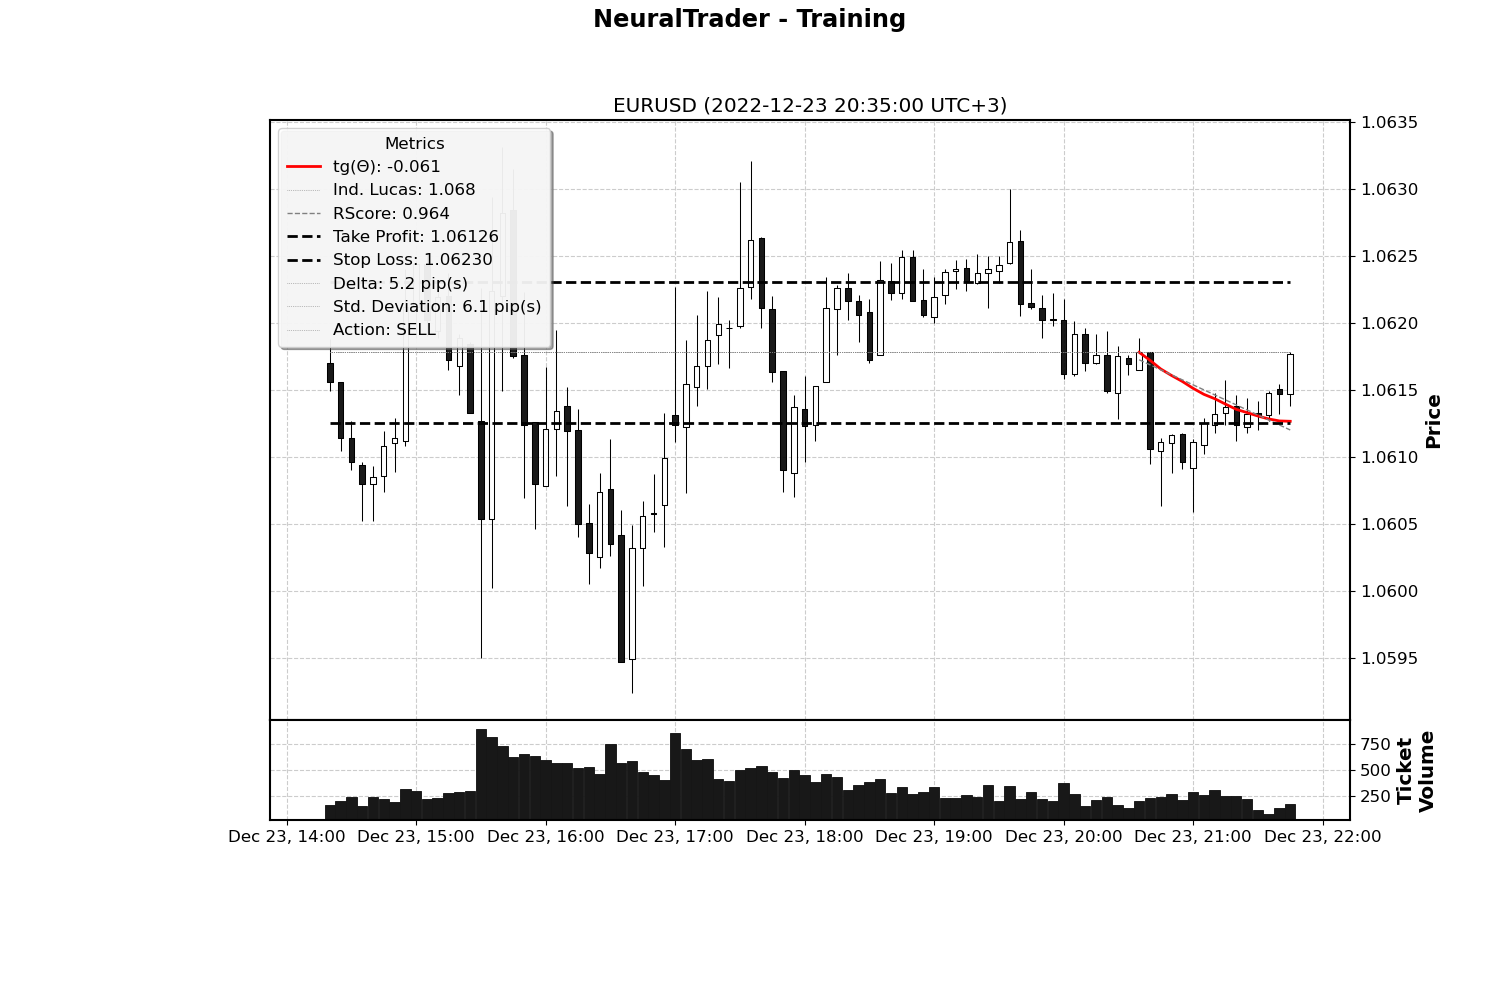 NeuralTrader - Training
EURUSD (2022-12-23 20:35:00 UTC+3)
Metrics
tg(Θ): -0.061
Ind. Lucas: 1.068
RScore: 0.964
Take Profit: 1.06126
Stop Loss: 1.06230
Delta: 5.2 pip(s)
Std. Deviation: 6.1 pip(s)
Action: SELL
1.0635
1.0630
1.0625
1.0620
1.0615
1.0610
1.0605
1.0600
1.0595
Price
750
500
250
Ticket
Volume
Dec 23, 14:00 Dec 23, 15:00 Dec 23, 16:00 Dec 23, 17:00 Dec 23, 18:00 Dec 23, 19:00 Dec 23, 20:00 Dec 23, 21:00 Dec 23, 22:00